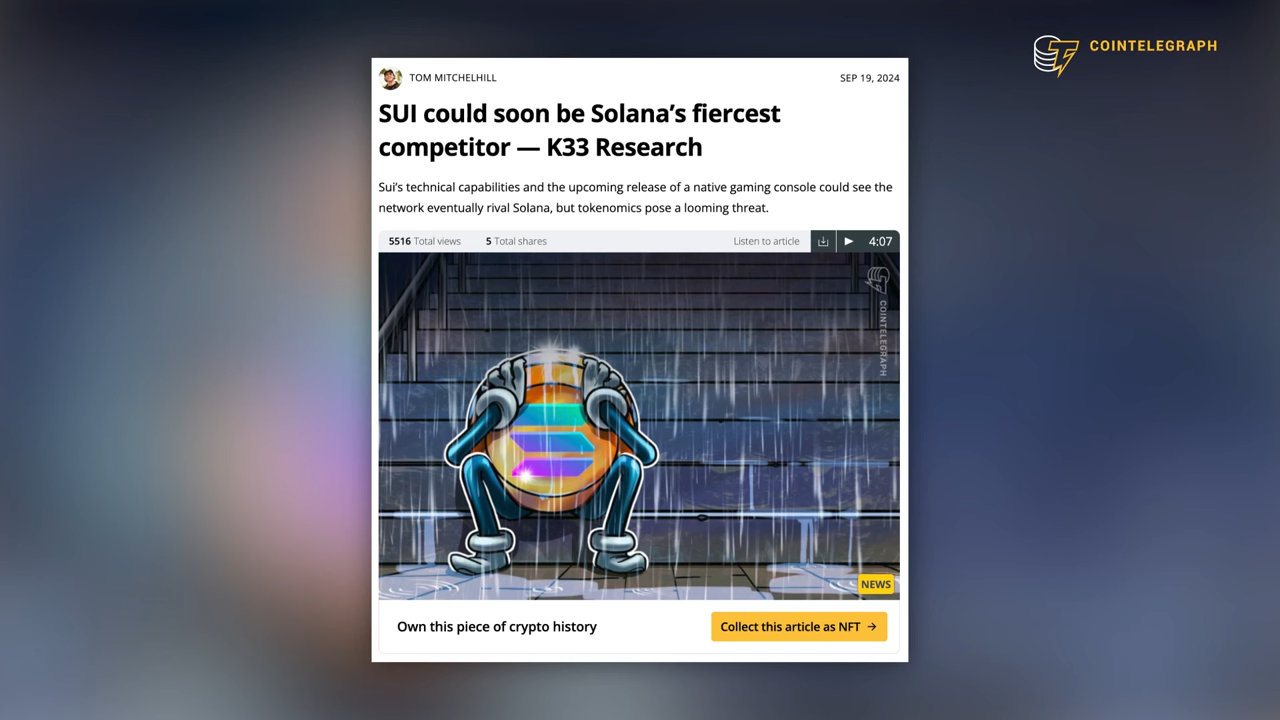 COINTELEGRAPH
TOM MITCHELHILL
SEP 19, 2024
SUI could soon be Solana’s fiercest
competitor — K33 Research
Sui’s technical capabilities and the upcoming release of a native gaming console could see the
network eventually rival Solana, but tokenomics pose a looming threat.
5516 Total views 5 Total shares Listen to article 4:07
COINTELEGRAPH
NEWS
Own this piece of crypto history
Collect this article as NFT →